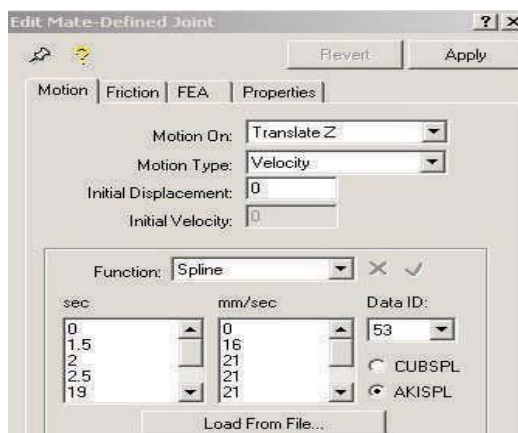 Edit Mate-Defined Joint
Revert Apply
Motion Friction FEA Properties
Motion On: Translate Z
Motion Type: Velocity
Initial Displacement: 0
Initial Velocity: 0
Function: Spline
sec mm/sec Data ID:
0 0 53
1.5 16
2 21
2.5 21 CUBSPL
19 21 AKISPL
Load From File...